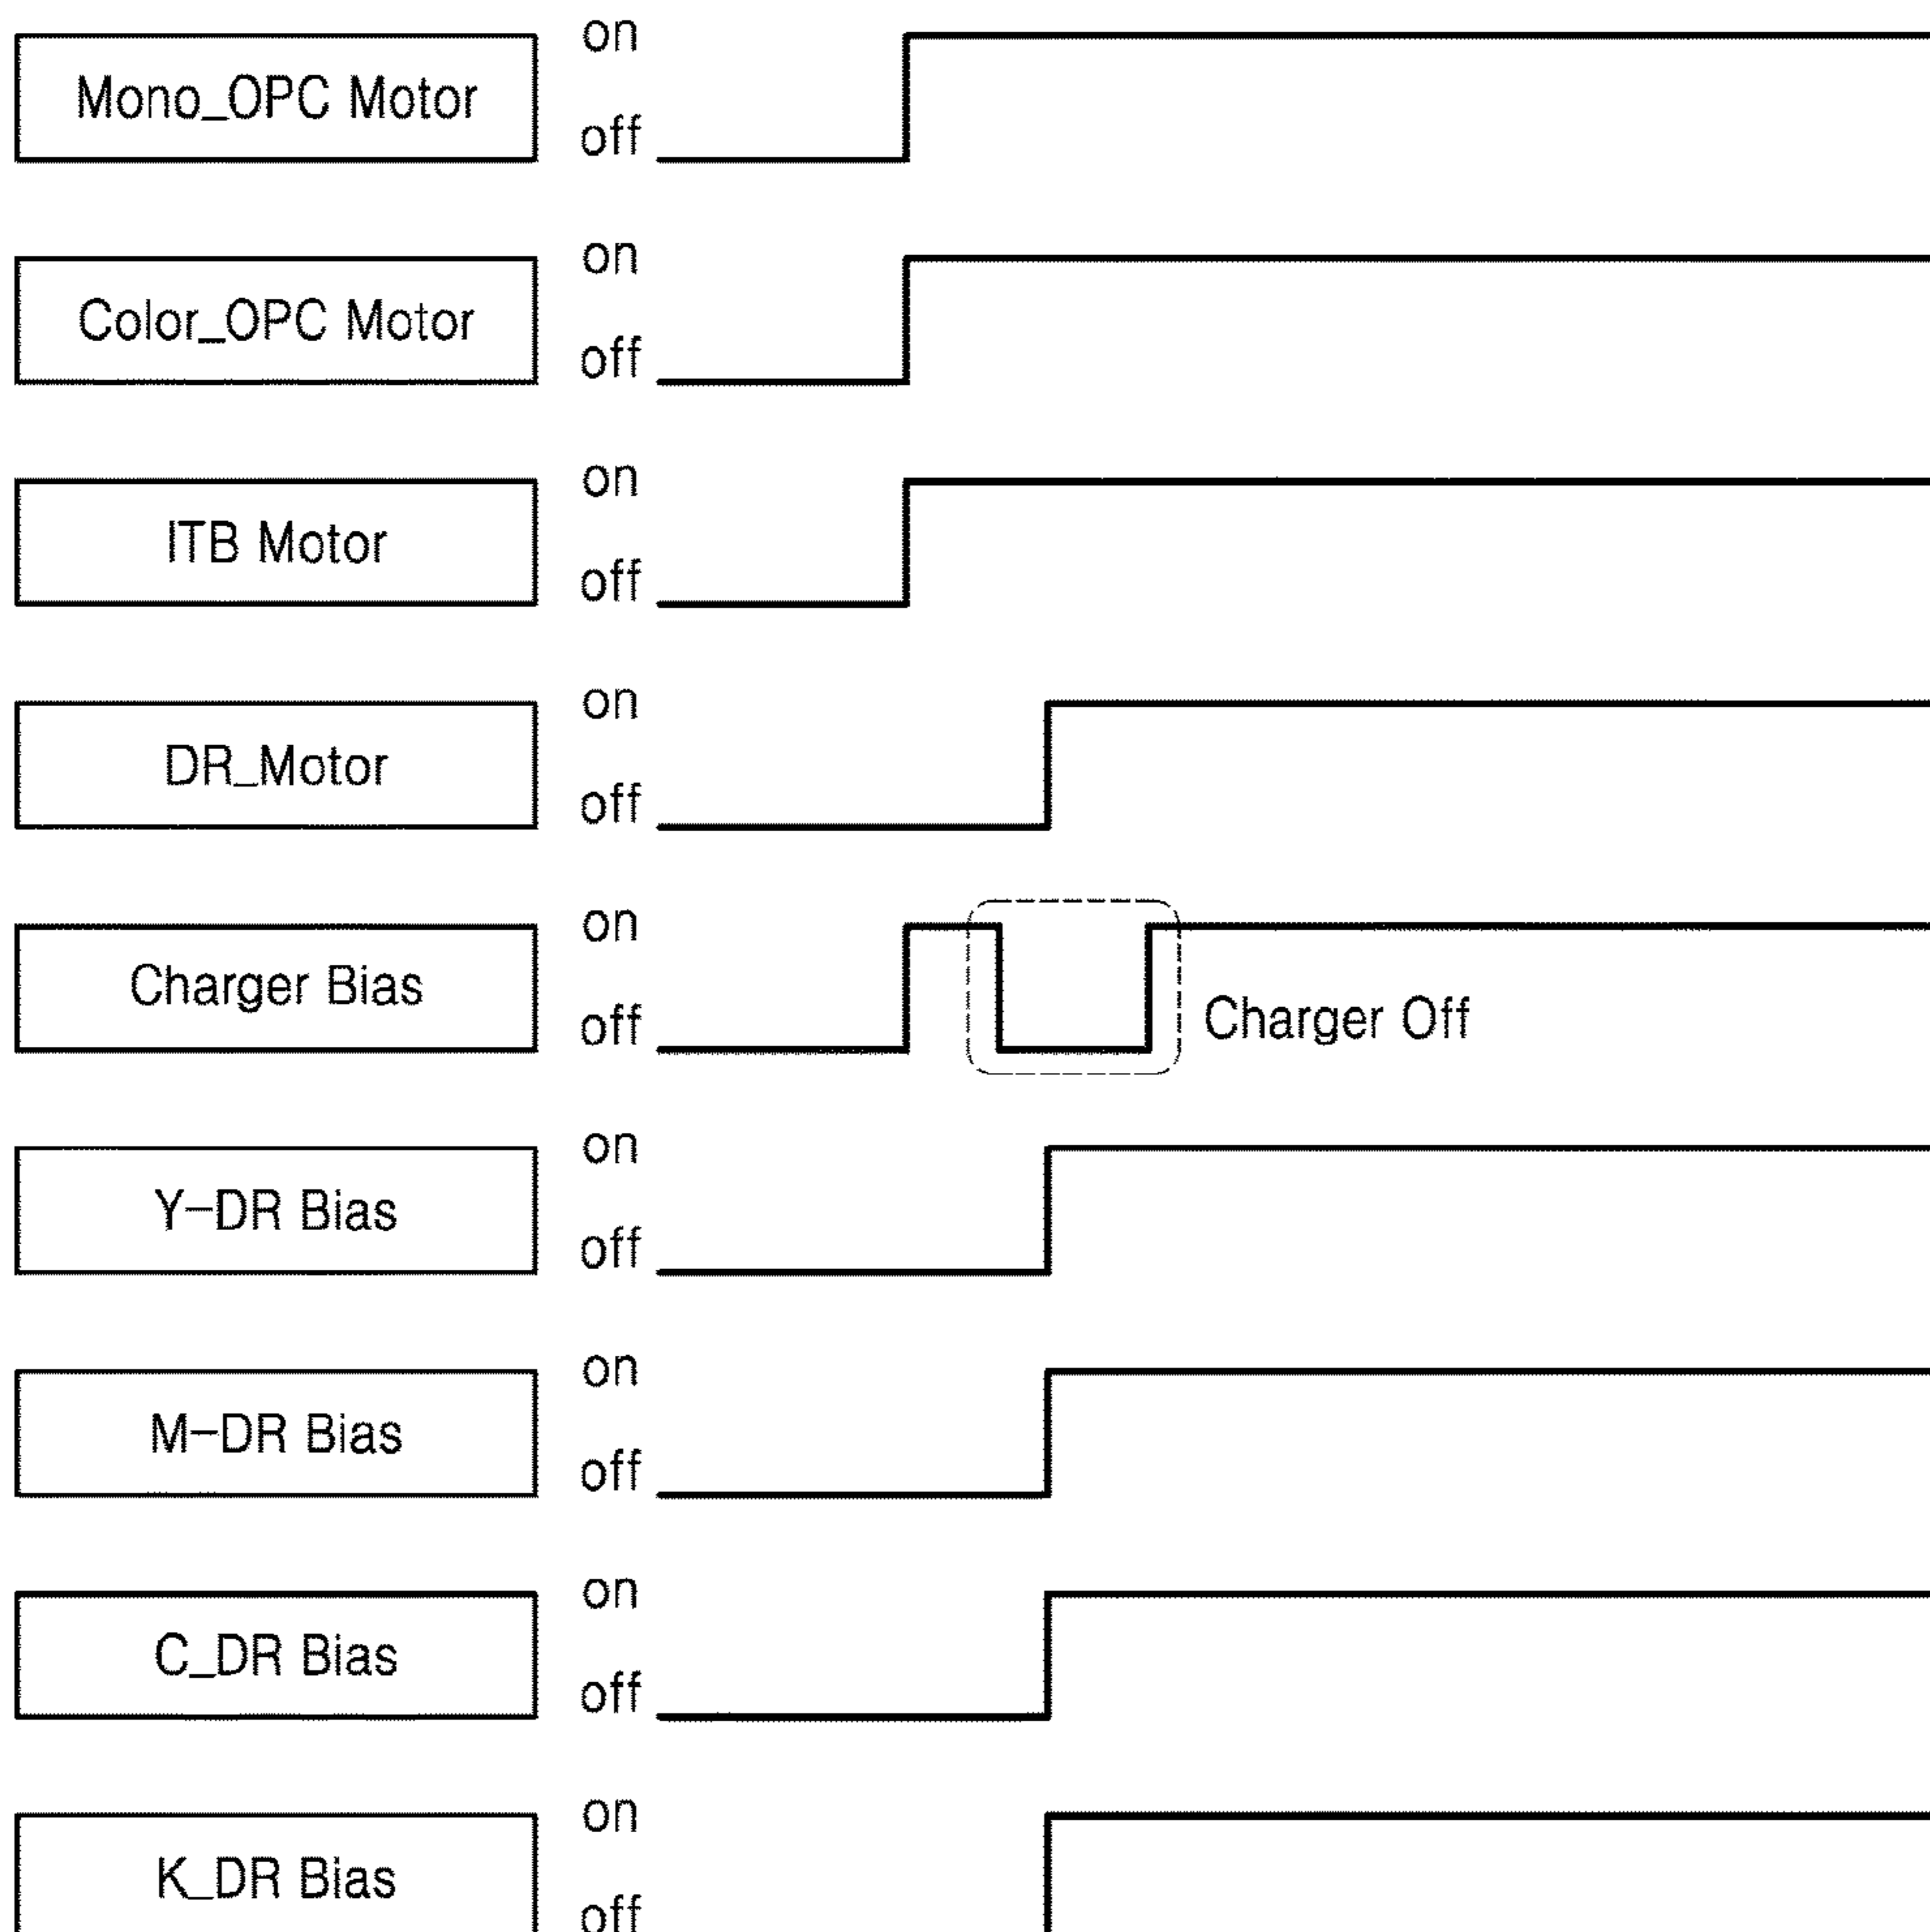 on
Mono_OPC Motor
off
on
Color_OPC Motor
off
on
ITB Motor
off
on
DR_Motor
off
on
Charger Bias
off
Charger Off
on
Y-DR Bias
off
on
M-DR Bias
off
on
C_DR Bias
off
on
K_DR Bias
off